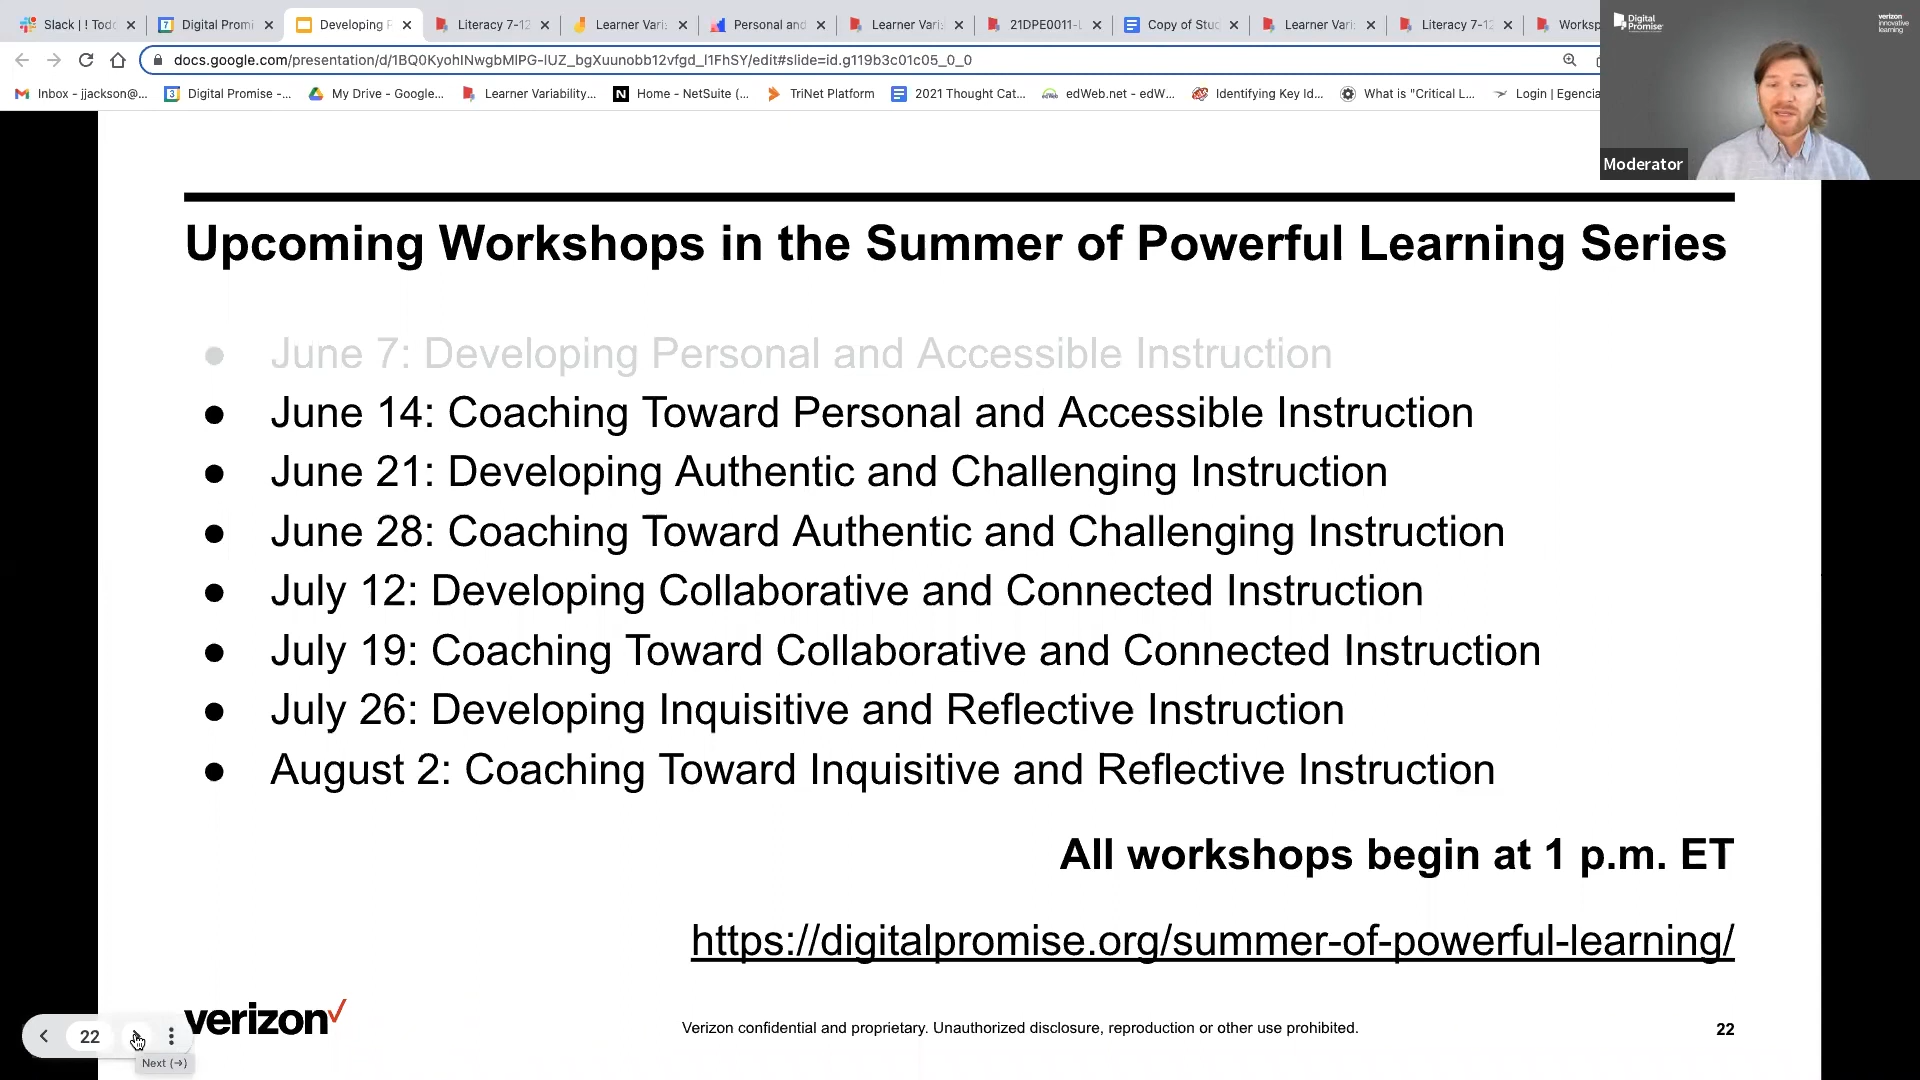 Slack | ! Todd
Digital Promi
Developing P
Literacy 7-12
Learner Vari
Personal and
Learner Vari
21DPE0011-L
Copy of Stud
Learner Vari
Literacy 7-12
Worksp
docs.google.com/presentation/d/1BQ0KyohINwgbMlPG-IUZ_bgXuunobb12vfgd_l1FhSY/edit#slide=id.g119b3c01c05_0_0
Inbox - jjackson@...
Digital Promise -...
My Drive - Google...
Learner Variability...
Home - NetSuite (...
TriNet Platform
2021 Thought Cat...
edWeb.net - edW...
Identifying Key Id...
What is "Critical L...
Login | Egencia
Digital
Promise
verizon
innovative
learning
Moderator
Upcoming Workshops in the Summer of Powerful Learning Series
● June 7: Developing Personal and Accessible Instruction
● June 14: Coaching Toward Personal and Accessible Instruction
● June 21: Developing Authentic and Challenging Instruction
● June 28: Coaching Toward Authentic and Challenging Instruction
● July 12: Developing Collaborative and Connected Instruction
● July 19: Coaching Toward Collaborative and Connected Instruction
● July 26: Developing Inquisitive and Reflective Instruction
● August 2: Coaching Toward Inquisitive and Reflective Instruction
All workshops begin at 1 p.m. ET
https://digitalpromise.org/summer-of-powerful-learning/
verizon
Verizon confidential and proprietary. Unauthorized disclosure, reproduction or other use prohibited.
22
22
Next (→)